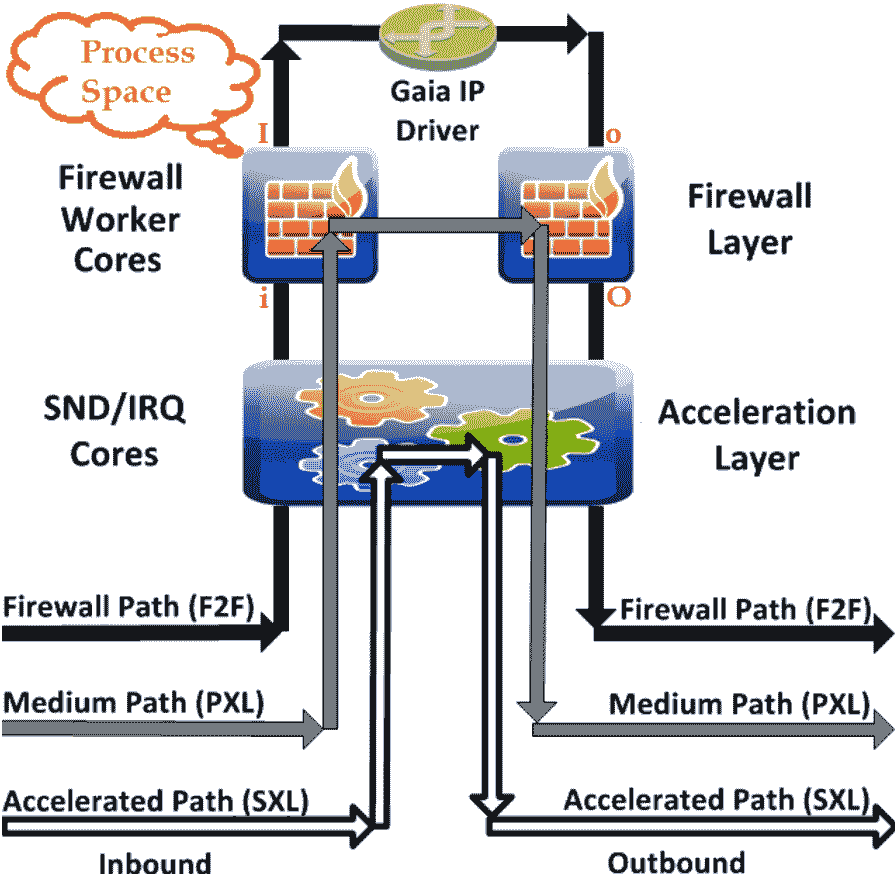 Process
Space
Gaia IP
Driver
I
o
Firewall
Worker
Cores
Firewall
Layer
i
O
SND/IRQ
Cores
Acceleration
Layer
Firewall Path (F2F)
Firewall Path (F2F)
Medium Path (PXL)
Medium Path (PXL)
Accelerated Path (SXL)
Accelerated Path (SXL)
Inbound
Outbound